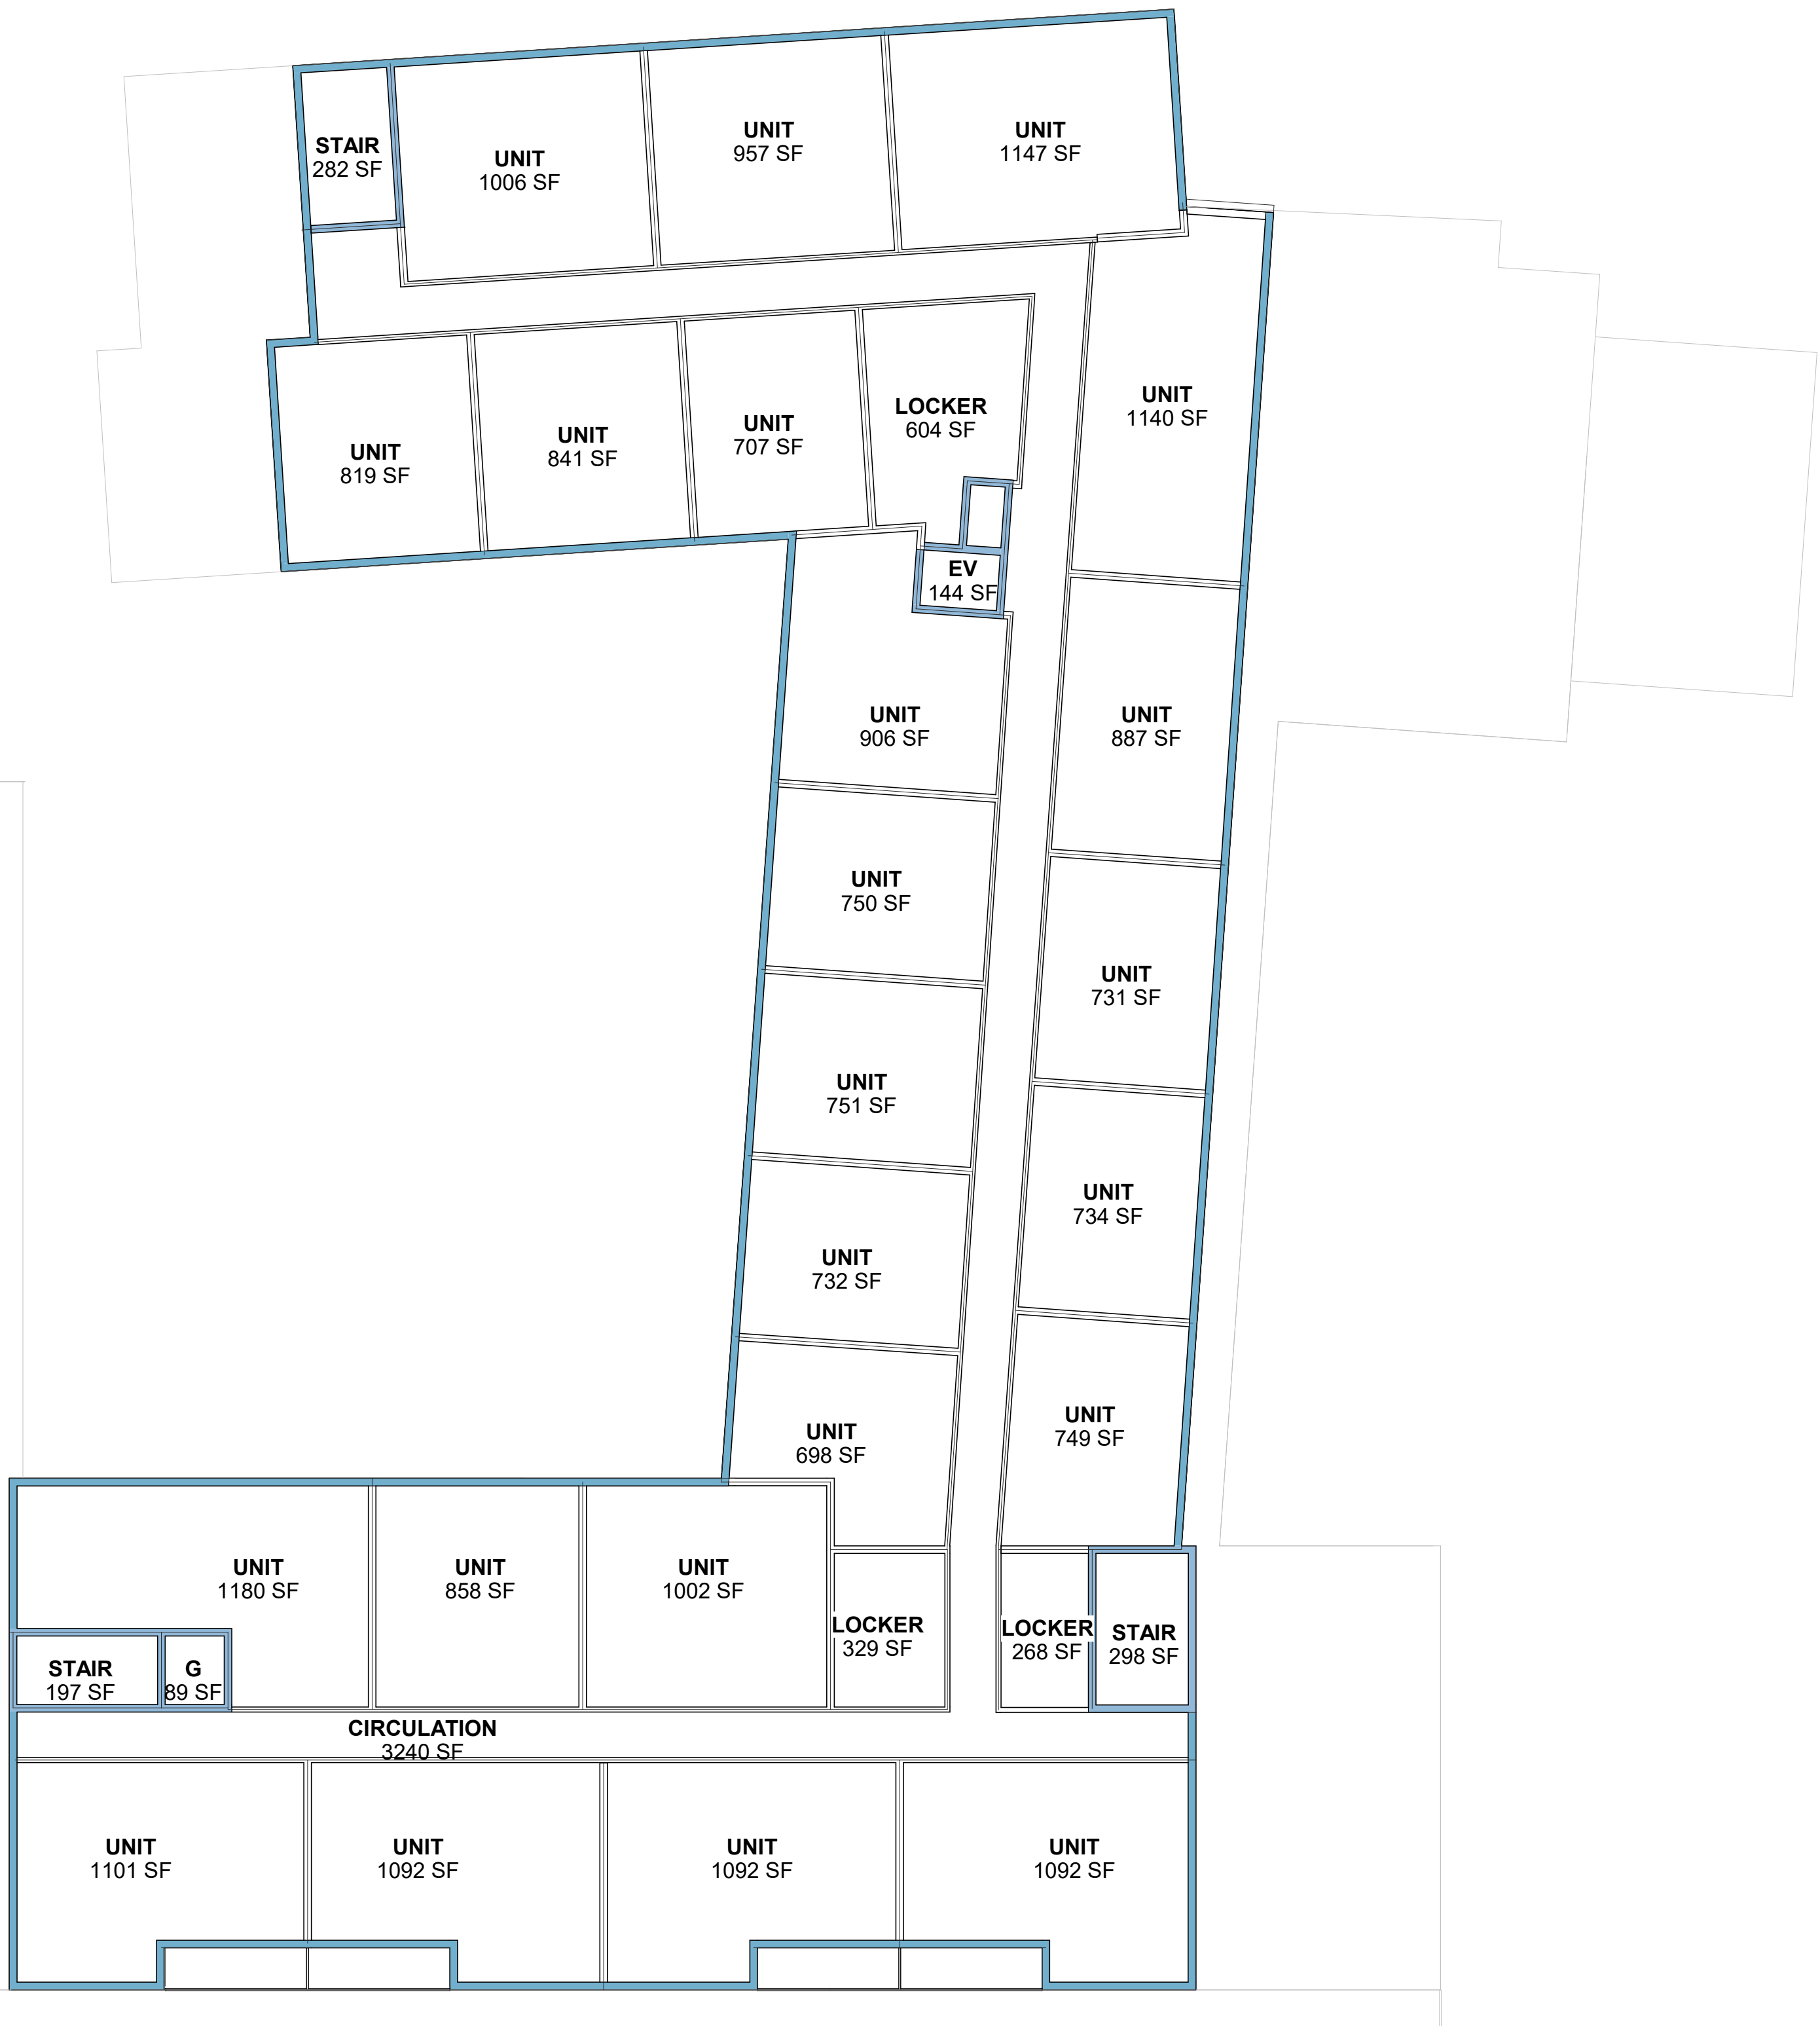 STAIR
282 SF
UNIT
1006 SF
UNIT
957 SF
UNIT
1147 SF
UNIT
819 SF
UNIT
841 SF
UNIT
707 SF
LOCKER
604 SF
UNIT
1140 SF
EV
144 SF
UNIT
906 SF
UNIT
887 SF
UNIT
750 SF
UNIT
731 SF
UNIT
751 SF
UNIT
734 SF
UNIT
732 SF
UNIT
698 SF
UNIT
749 SF
UNIT
1180 SF
UNIT
858 SF
UNIT
1002 SF
LOCKER
329 SF
LOCKER
268 SF
STAIR
298 SF
STAIR
197 SF
G
89 SF
CIRCULATION
3240 SF
UNIT
1101 SF
UNIT
1092 SF
UNIT
1092 SF
UNIT
1092 SF